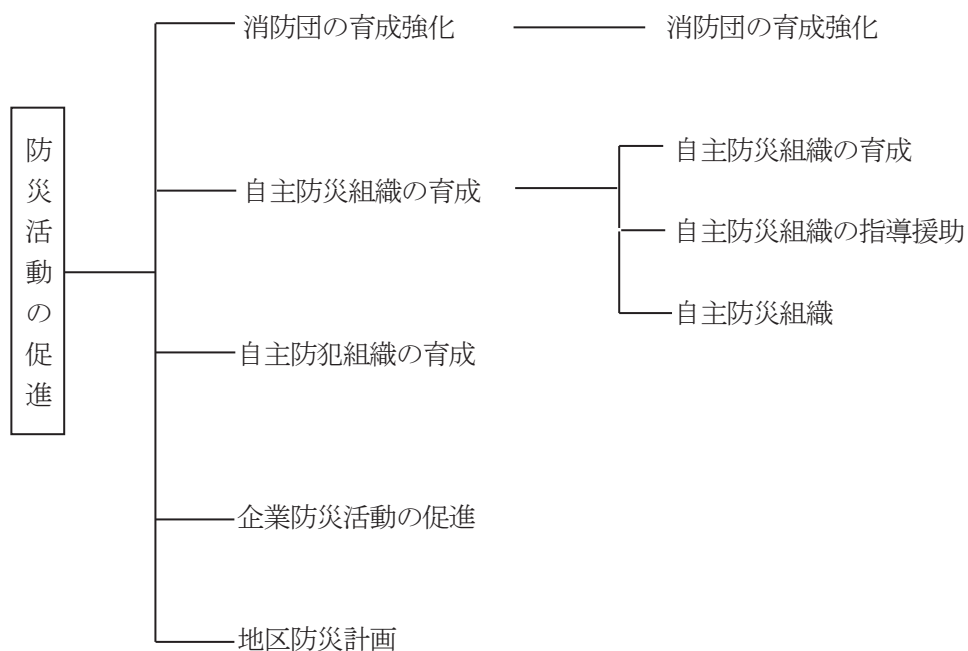 防災活動の促進
消防団の育成強化
消防団の育成強化
自主防災組織の育成
自主防災組織の育成
自主防災組織の指導援助
自主防災組織
自主防犯組織の育成
企業防災活動の促進
地区防災計画